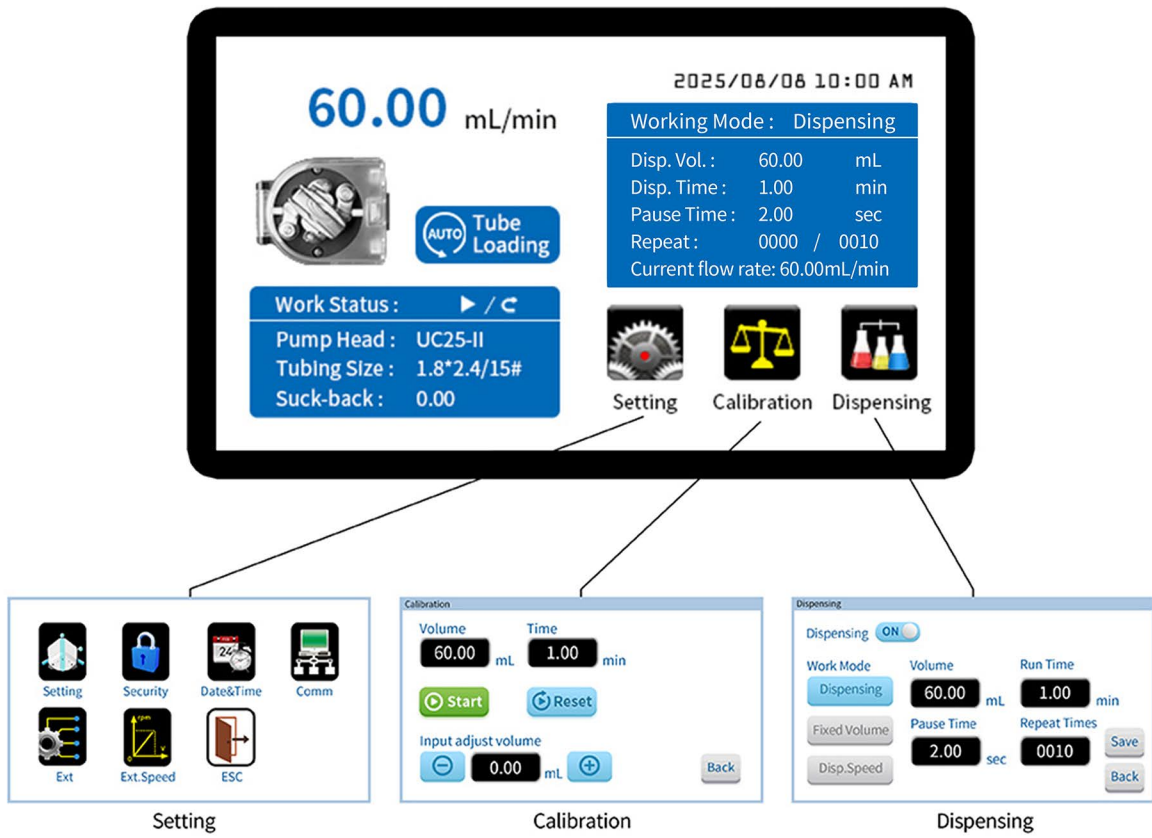 2025/08/08 10:00 AM
60.00 mL/min
Working Mode : Dispensing
Disp. Vol. : 60.00 mL
Disp. Time : 1.00 min
Pause Time : 2.00 sec
Repeat : 0000 / 0010
Current flow rate: 60.00mL/min
AUTO Tube
Loading
Work Status : /
Pump Head : UC25-II
Tubing Size : 1.8*2.4/15#
Suck-back : 0.00
Setting Calibration Dispensing
Setting Security Date&Time Comm
24
rpm
V
Ext Ext.Speed ESC
Setting
Calibration
Volume Time
60.00 mL 1.00 min
Start Reset
Input adjust volume
0.00 mL
Back
Calibration
Dispensing
Dispensing ON
Work Mode Volume Run Time
Dispensing 60.00 mL 1.00 min
Fixed Volume Pause Time Repeat Times
2.00 sec 0010 Save
Disp.Speed Back
Dispensing